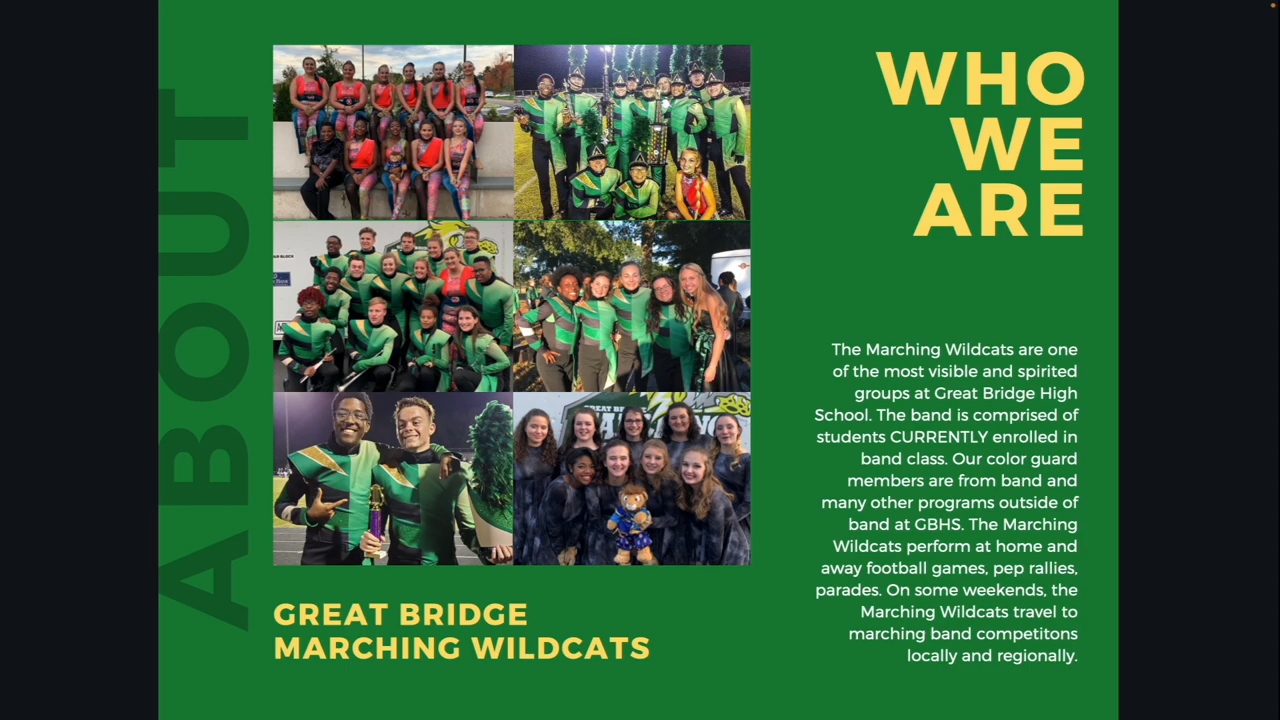 ABOUT
WHO
WE
ARE
GREAT BRIDGE
The Marching Wildcats are one
of the most visible and spirited
groups at Great Bridge High
School. The band is comprised of
students CURRENTLY enrolled in
band class. Our color guard
members are from band and
many other programs outside of
band at GBHS. The Marching
Wildcats perform at home and
away football games, pep rallies,
parades. On some weekends, the
Marching Wildcats travel to
marching band competitons
locally and regionally.
GREAT BRIDGE
MARCHING WILDCATS